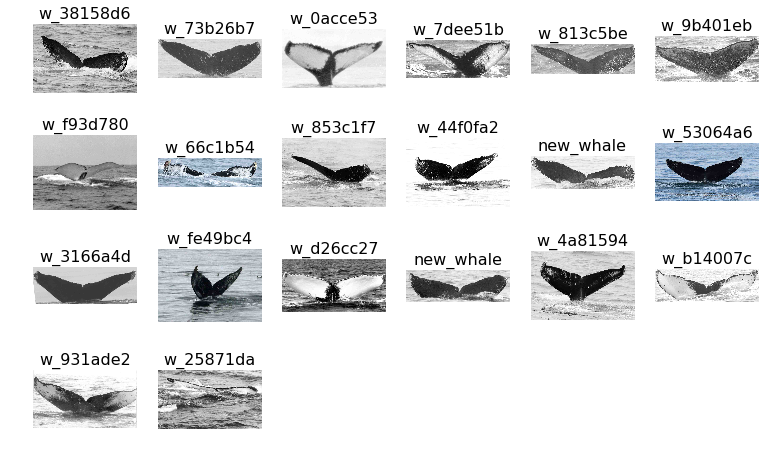 w_38158d6
w_73b26b7
w_0acce53
w_7dee51b
w_813c5be
w_9b401eb
w_f93d780
w_66c1b54
w_853c1f7
w_44f0fa2
new_whale
w_53064a6
w_3166a4d
w_fe49bc4
w_d26cc27
new_whale
w_4a81594
w_b14007c
w_931ade2
w_25871da